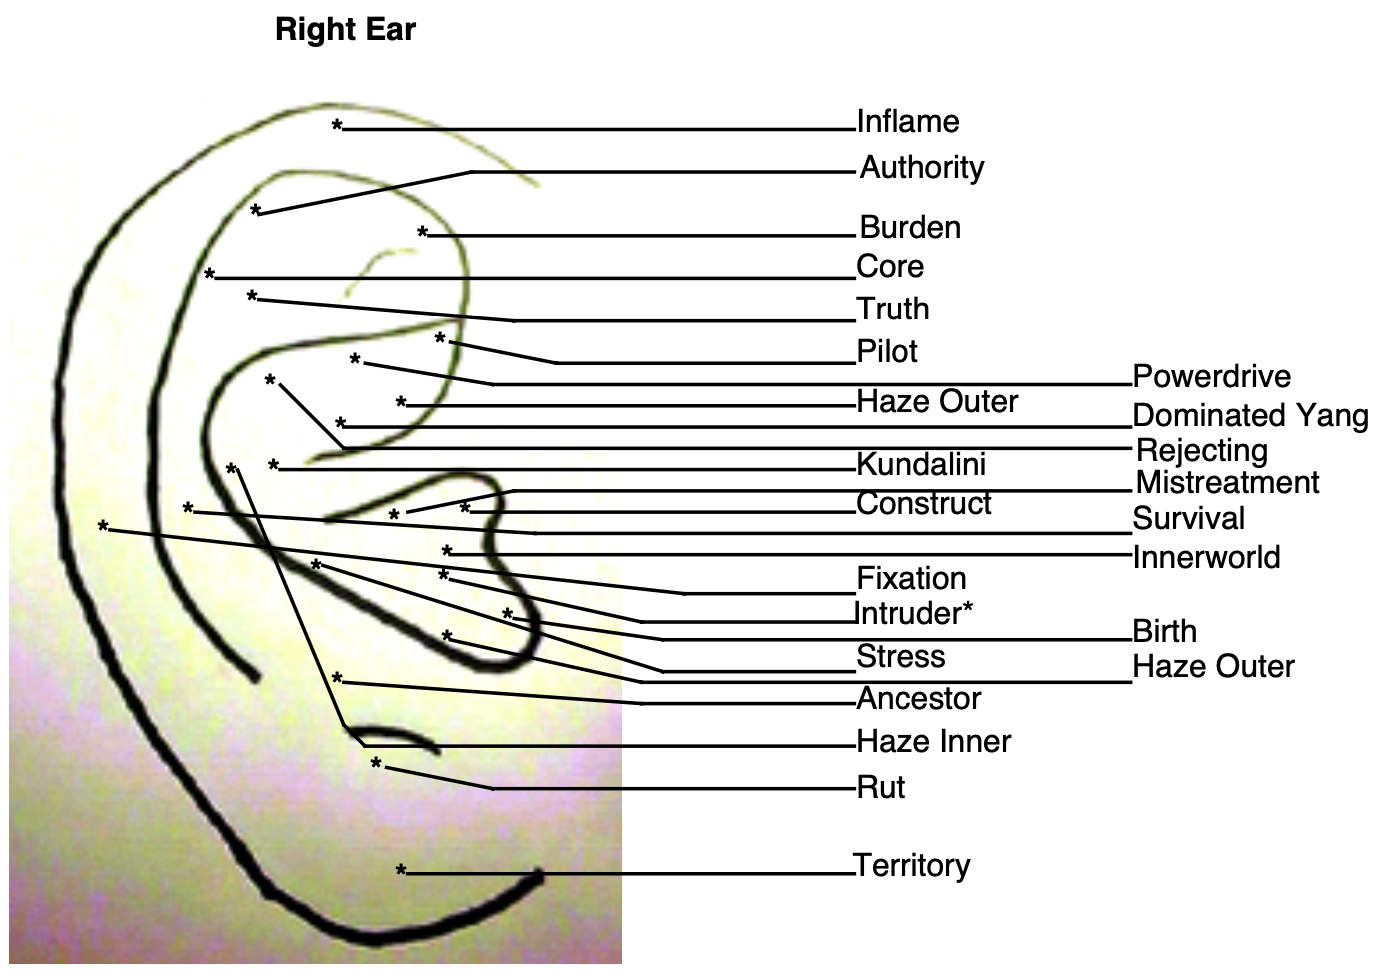 Right Ear
Inflame
Authority
Burden
Core
Truth
Pilot
Powerdrive
Haze Outer
Dominated Yang
Rejecting
Kundalini
Mistreatment
Construct
Survival
Innerworld
Fixation
Intruder*
Birth
Stress
Haze Outer
Ancestor
Haze Inner
Rut
Territory